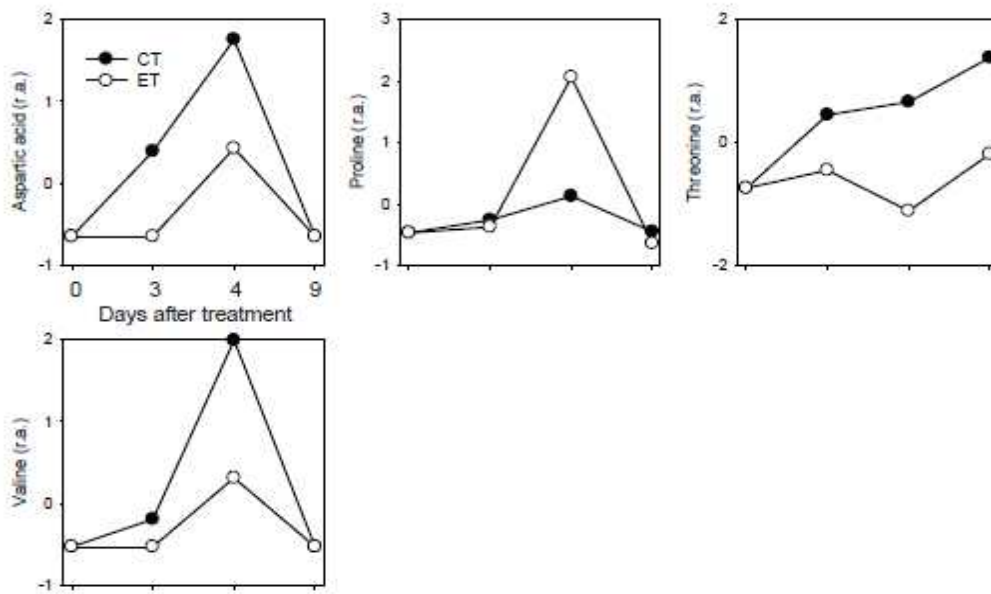 2
1
0
-1
Aspartic acid (r.a.)
CT
ET
0 3 4 9
Days after treatment
3
2
1
0
-1
Proline (r.a.)
2
0
-2
Threonine (r.a.)
2
1
0
-1
Valine (r.a.)